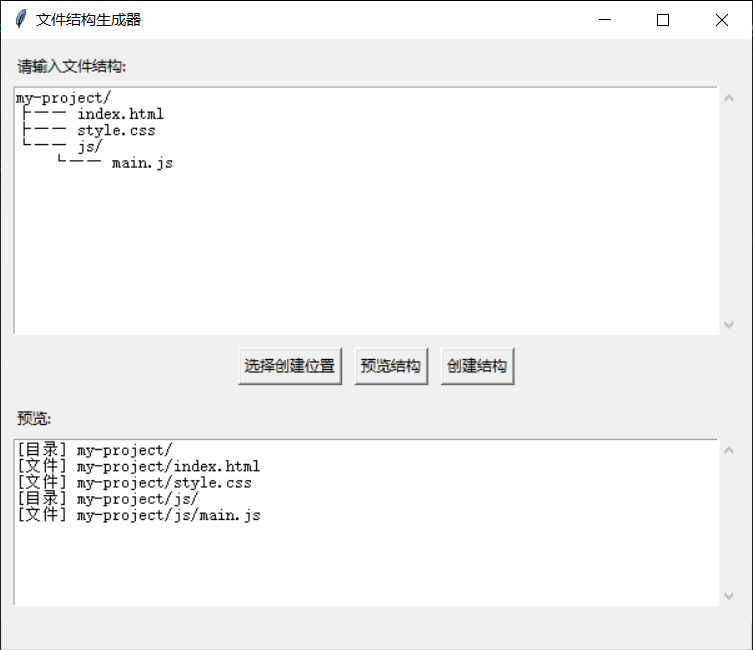 文件结构生成器
请输入文件结构:
my-project/
├── index.html
├── style.css
└── js/
    └── main.js
选择创建位置 预览结构 创建结构
预览:
[目录] my-project/
[文件] my-project/index.html
[文件] my-project/style.css
[目录] my-project/js/
[文件] my-project/js/main.js